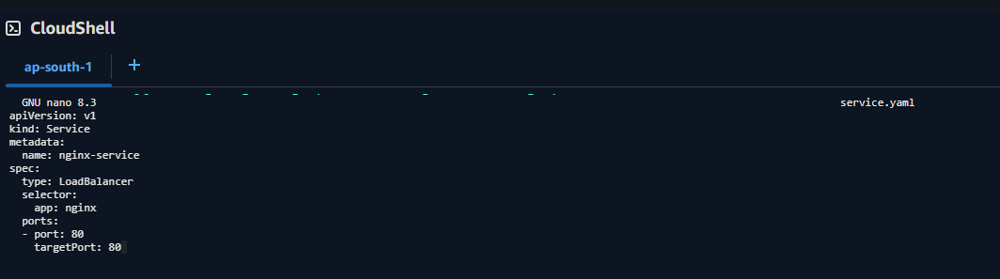 CloudShell
ap-south-1 +
GNU nano 8.3 service.yaml
apiVersion: v1
kind: Service
metadata:
  name: nginx-service
spec:
  type: LoadBalancer
  selector:
    app: nginx
  ports:
  - port: 80
    targetPort: 80